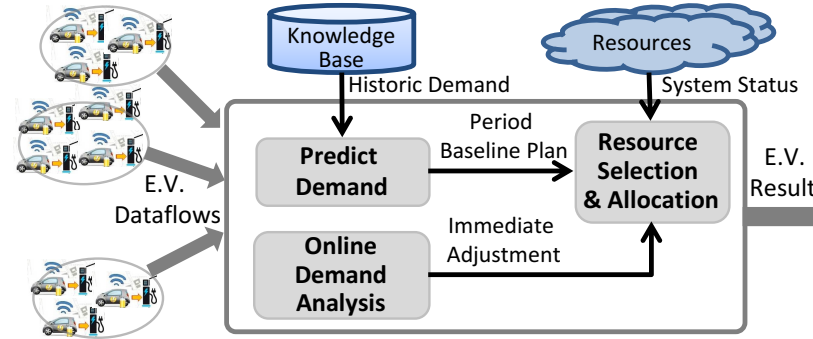 Knowledge
Base
Resources
Historic Demand
System Status
Predict
Demand
Period
Baseline Plan
Resource
Selection
& Allocation
E.V.
Dataflows
E.V.
Result
Online
Demand
Analysis
Immediate
Adjustment